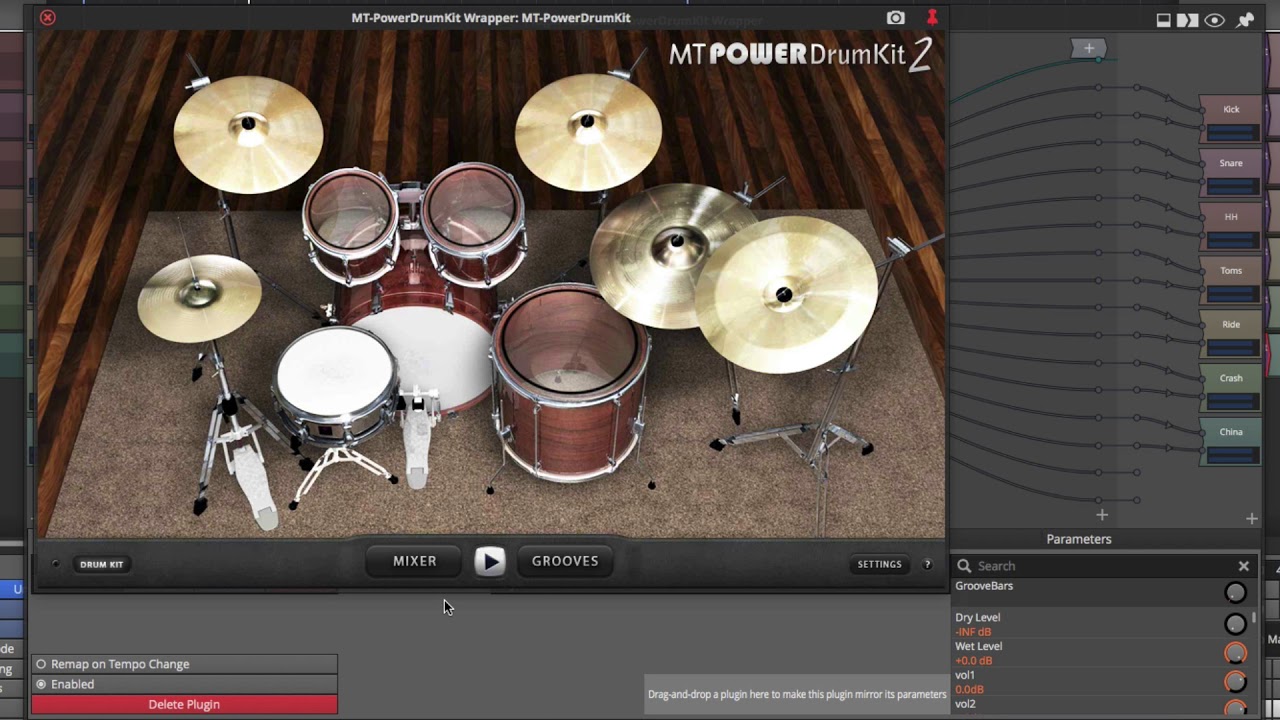 MT-PowerDrumKit Wrapper: MT-PowerDrumKit
MT POWER DrumKit 2
Kick
Snare
HH
Toms
Ride
Crash
China
DRUM KIT
MIXER
GROOVES
SETTINGS
?
Parameters
Search
GrooveBars
Dry Level
-INF dB
Wet Level
+0.0 dB
vol1
0.0dB
vol2
Remap on Tempo Change
Enabled
Delete Plugin
Drag-and-drop a plugin here to make this plugin mirror its parameters